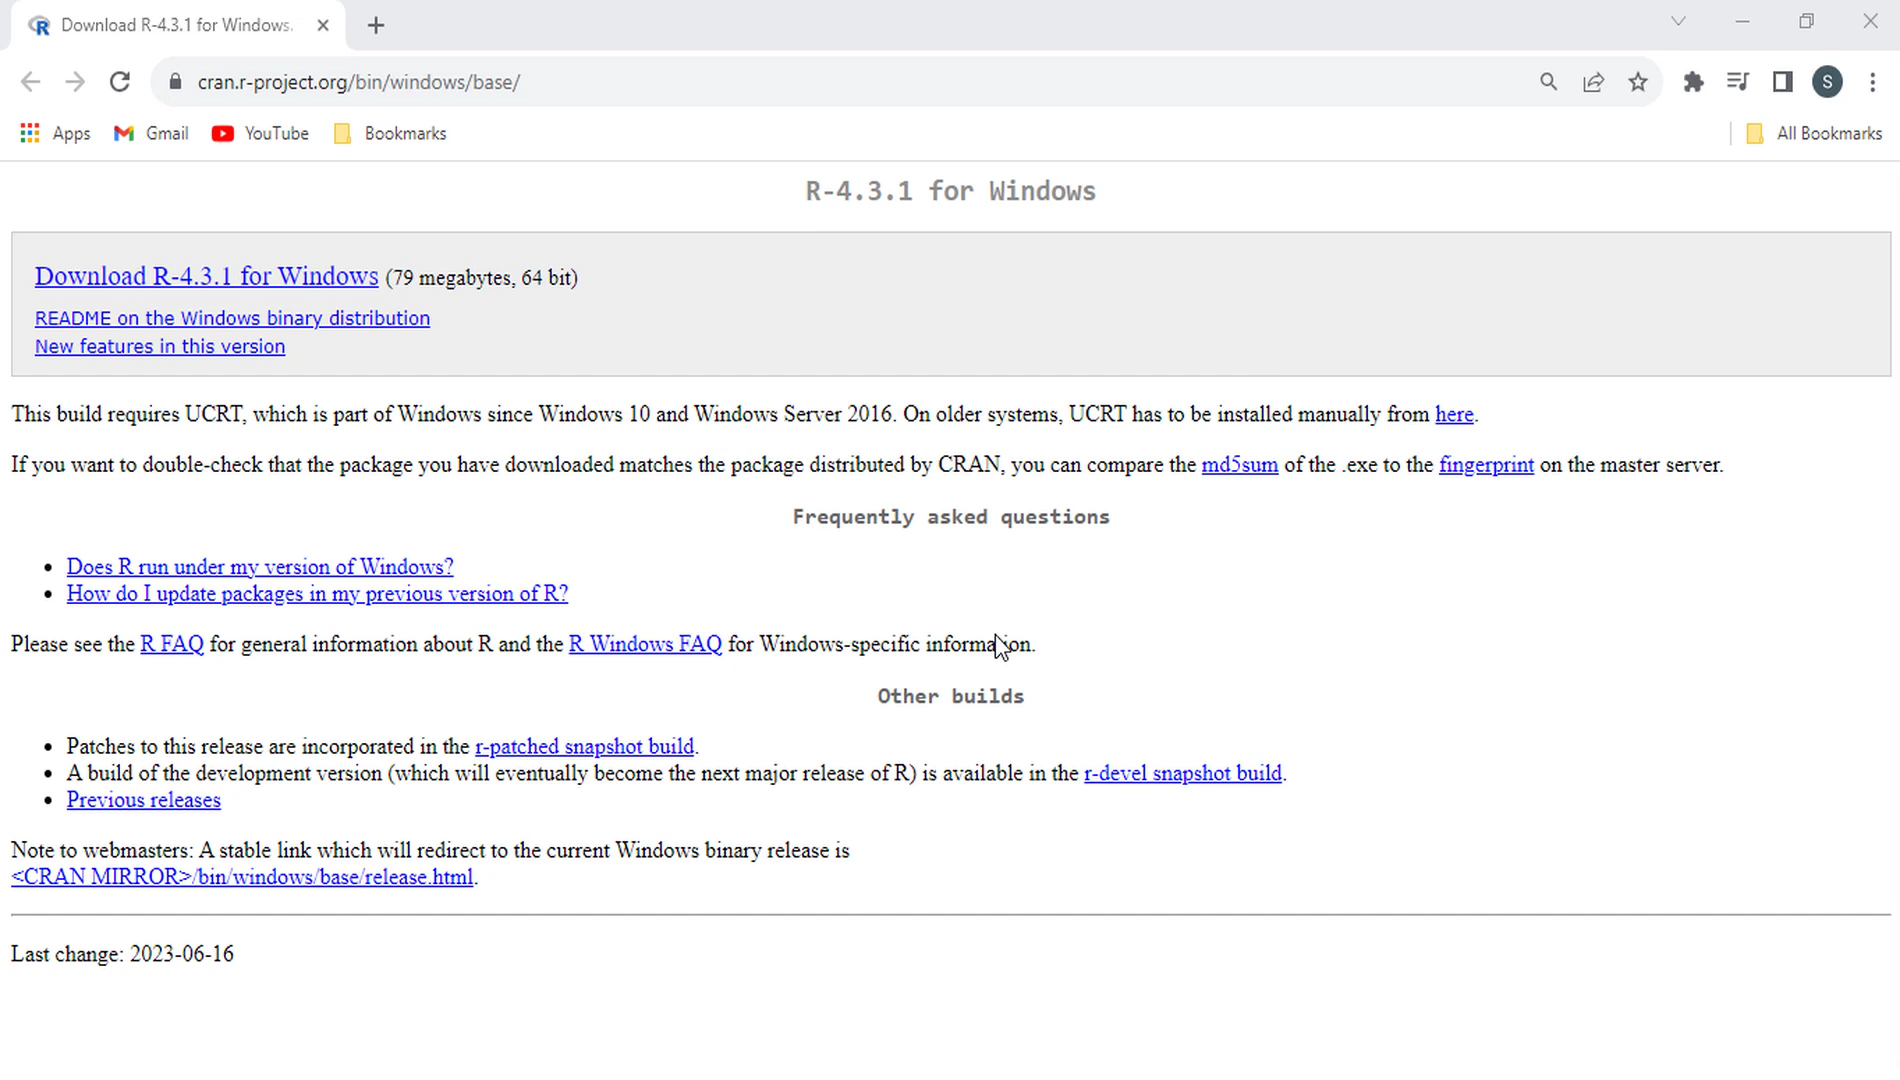 Download R-4.3.1 for Windows.
cran.r-project.org/bin/windows/base/
S
Apps Gmail YouTube Bookmarks All Bookmarks
R-4.3.1 for Windows
Download R-4.3.1 for Windows (79 megabytes, 64 bit)
README on the Windows binary distribution
New features in this version
This build requires UCRT, which is part of Windows since Windows 10 and Windows Server 2016. On older systems, UCRT has to be installed manually from here.
If you want to double-check that the package you have downloaded matches the package distributed by CRAN, you can compare the md5sum of the .exe to the fingerprint on the master server.
Frequently asked questions
• Does R run under my version of Windows?
• How do I update packages in my previous version of R?
Please see the R FAQ for general information about R and the R Windows FAQ for Windows-specific information.
Other builds
• Patches to this release are incorporated in the r-patched snapshot build.
• A build of the development version (which will eventually become the next major release of R) is available in the r-devel snapshot build.
• Previous releases
Note to webmasters: A stable link which will redirect to the current Windows binary release is
<CRAN MIRROR>/bin/windows/base/release.html.
Last change: 2023-06-16